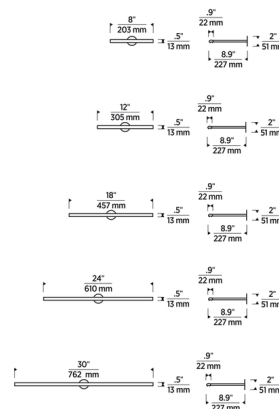 8"
203 mm
.5"
13 mm
.9"
22 mm
2"
51 mm
8.9"
227 mm
12"
305 mm
.5"
13 mm
.9"
22 mm
2"
51 mm
8.9"
227 mm
18"
457 mm
.5"
13 mm
.9"
22 mm
2"
51 mm
8.9"
227 mm
24"
610 mm
.5"
13 mm
.9"
22 mm
2"
51 mm
8.9"
227 mm
30"
762 mm
.5"
13 mm
.9"
22 mm
2"
51 mm
8.9"
227 mm